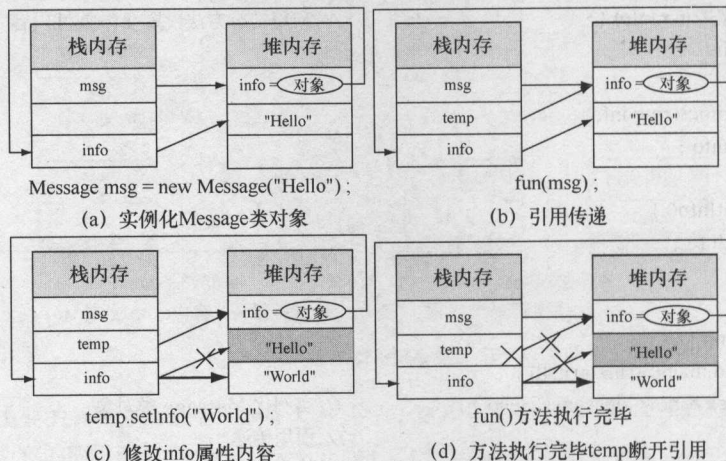 栈内存 堆内存 栈内存 堆内存
msg info = 对象 msg info = 对象
"Hello" temp "Hello"
info info
Message msg = new Message("Hello") ; fun(msg) ;
(a) 实例化Message类对象 (b) 引用传递
栈内存 堆内存 栈内存 堆内存
msg info = 对象 msg info = 对象
temp "Hello" temp "Hello"
info "World" info "World"
temp.setInfo("World") ; fun()方法执行完毕
(c) 修改info属性内容 (d) 方法执行完毕temp断开引用